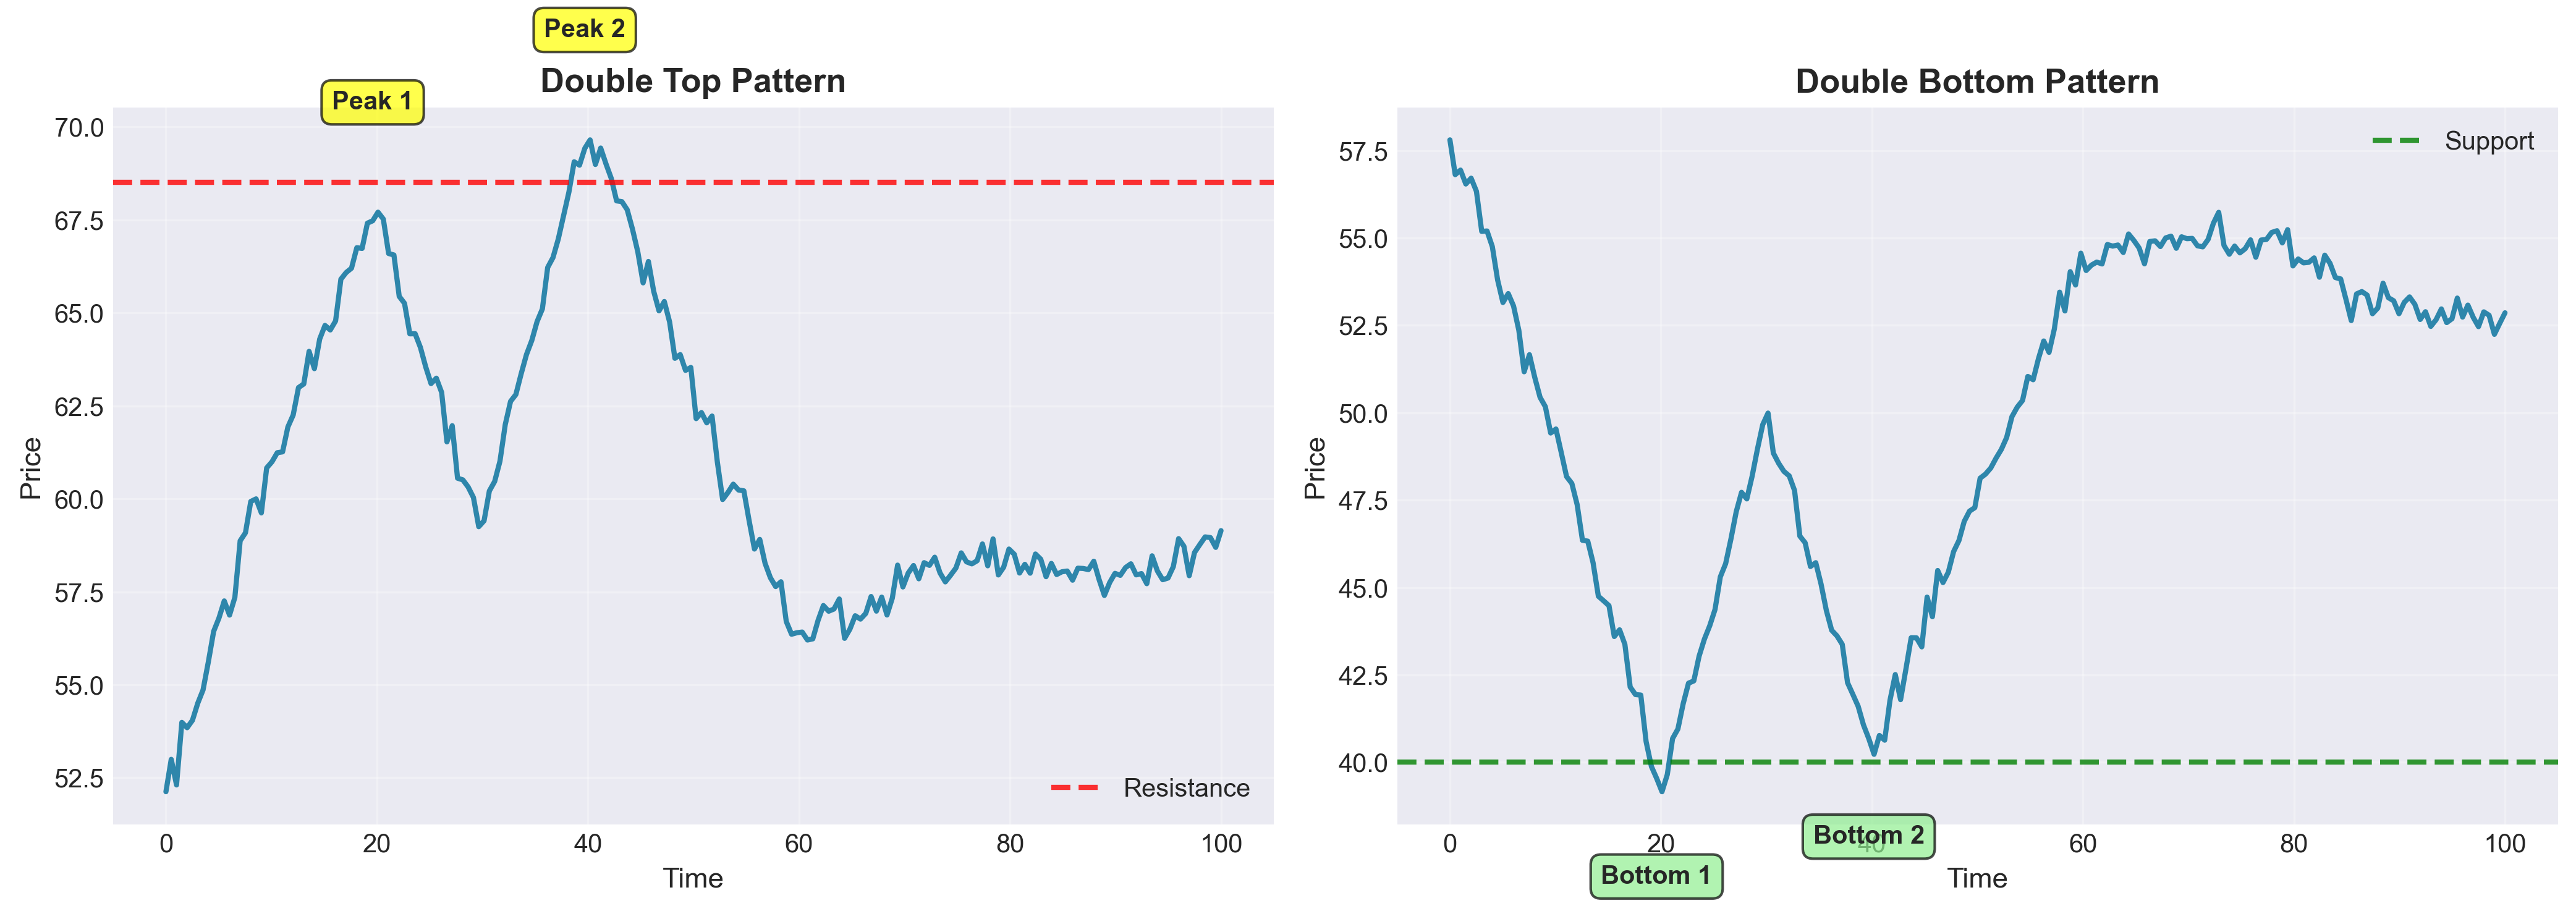 Peak 2
Peak 1
Double Top Pattern
70.0
67.5
65.0
62.5
60.0
57.5
55.0
52.5
Price
Resistance
0 20 40 60 80 100
Time
Double Bottom Pattern
Support
57.5
55.0
52.5
50.0
47.5
45.0
42.5
40.0
Price
0 20 40 60 80 100
Bottom 2
Bottom 1
Time